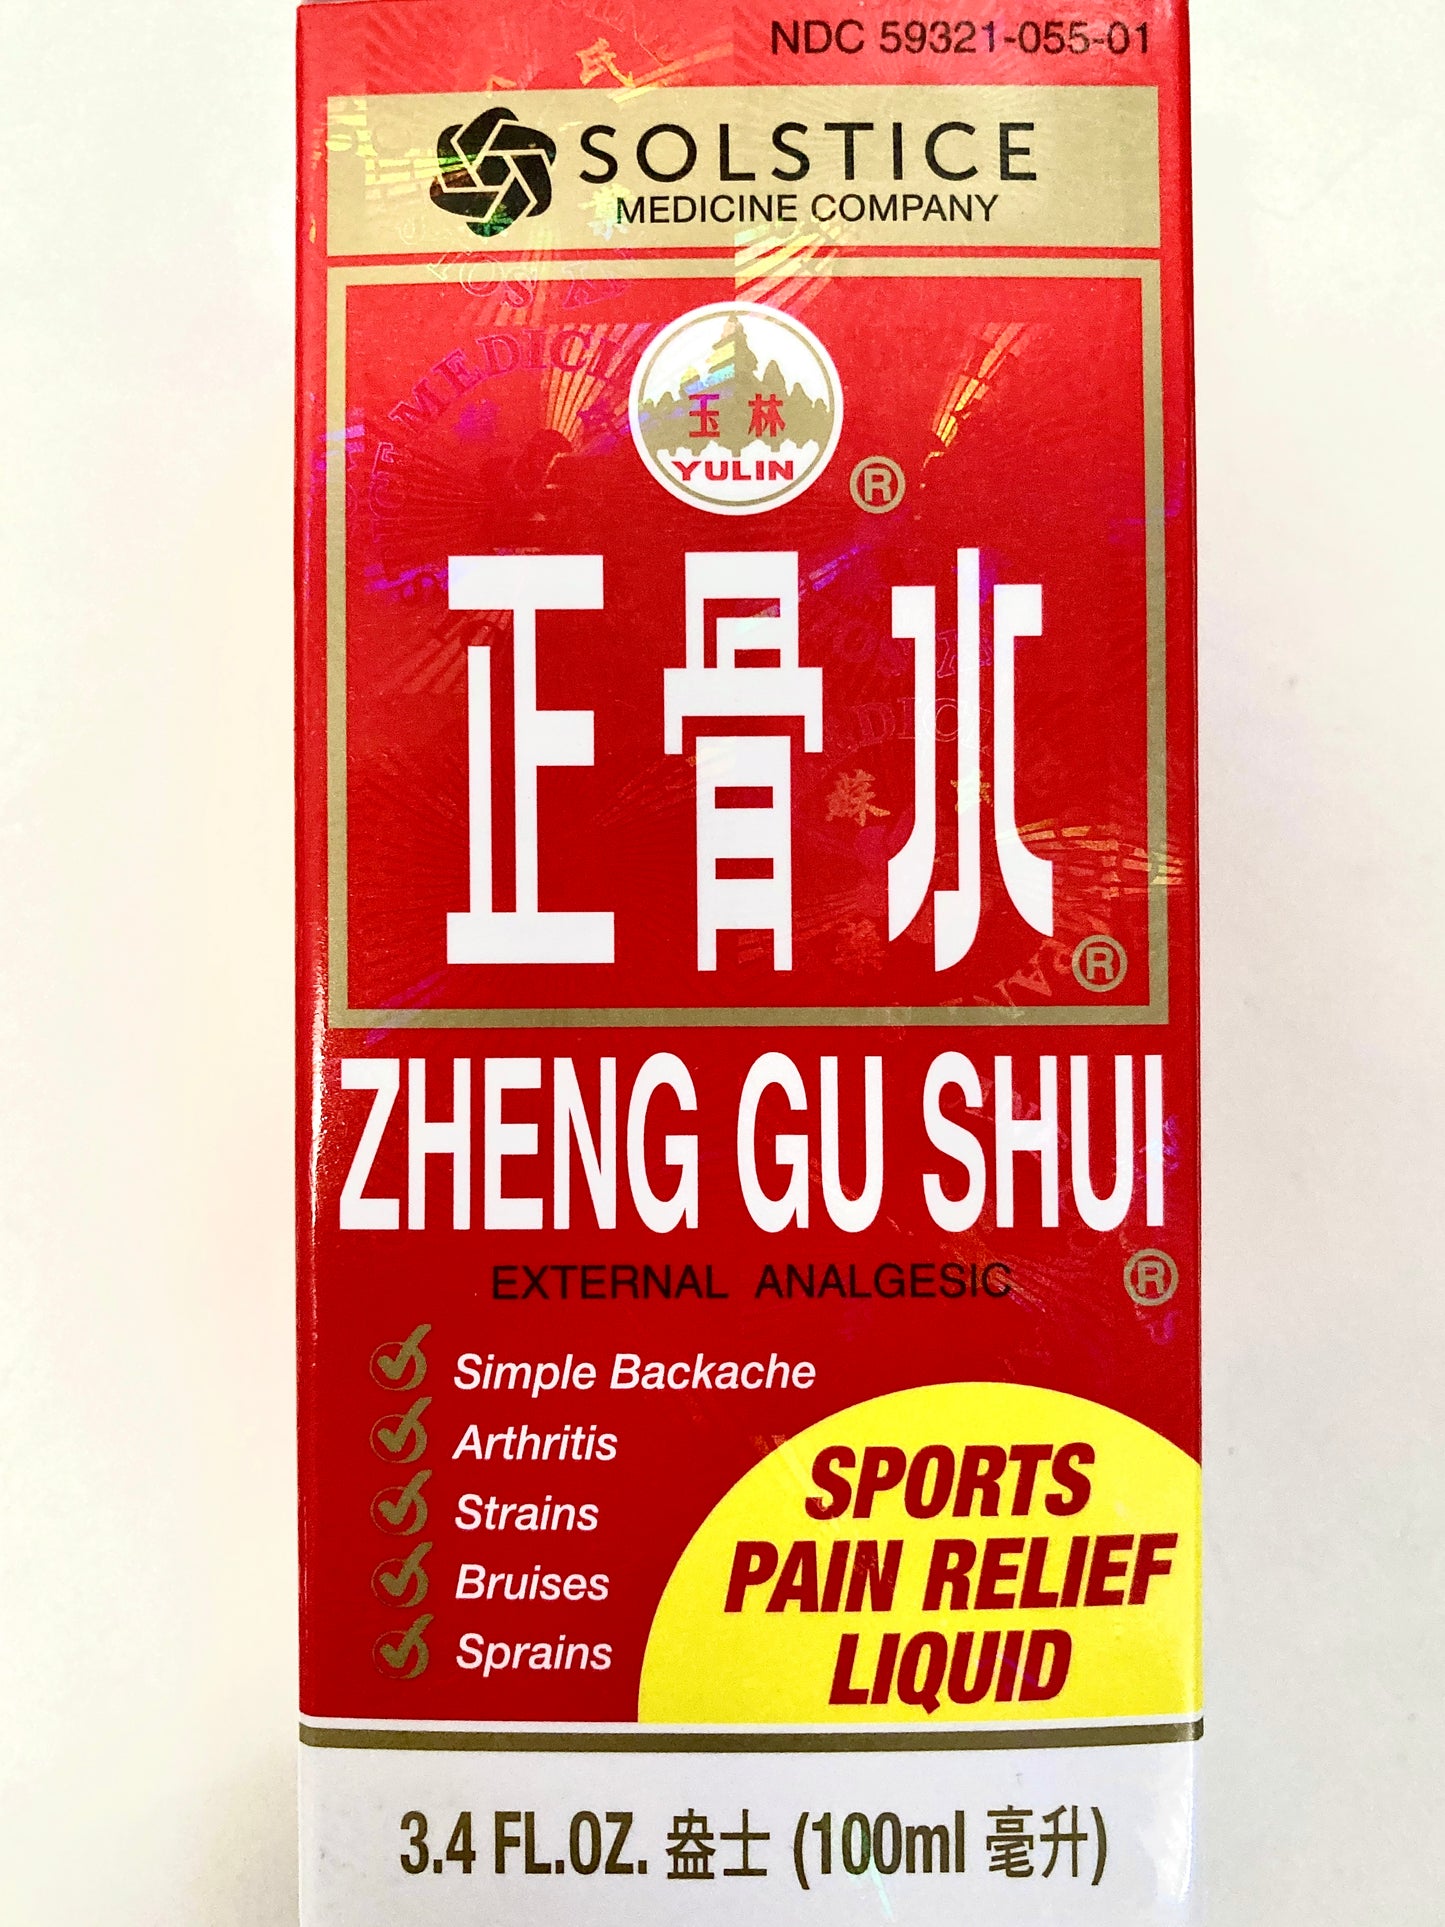 NDC 59321-055-01
SOLSTICE
MEDICINE COMPANY
玉林
YULIN
®
正骨水
®
ZHENG GU SHUI
®
EXTERNAL ANALGESIC
Simple Backache
Arthritis
Strains
Bruises
Sprains
SPORTS
PAIN RELIEF
LIQUID
3.4 FL.OZ. 盎士 (100ml 毫升)